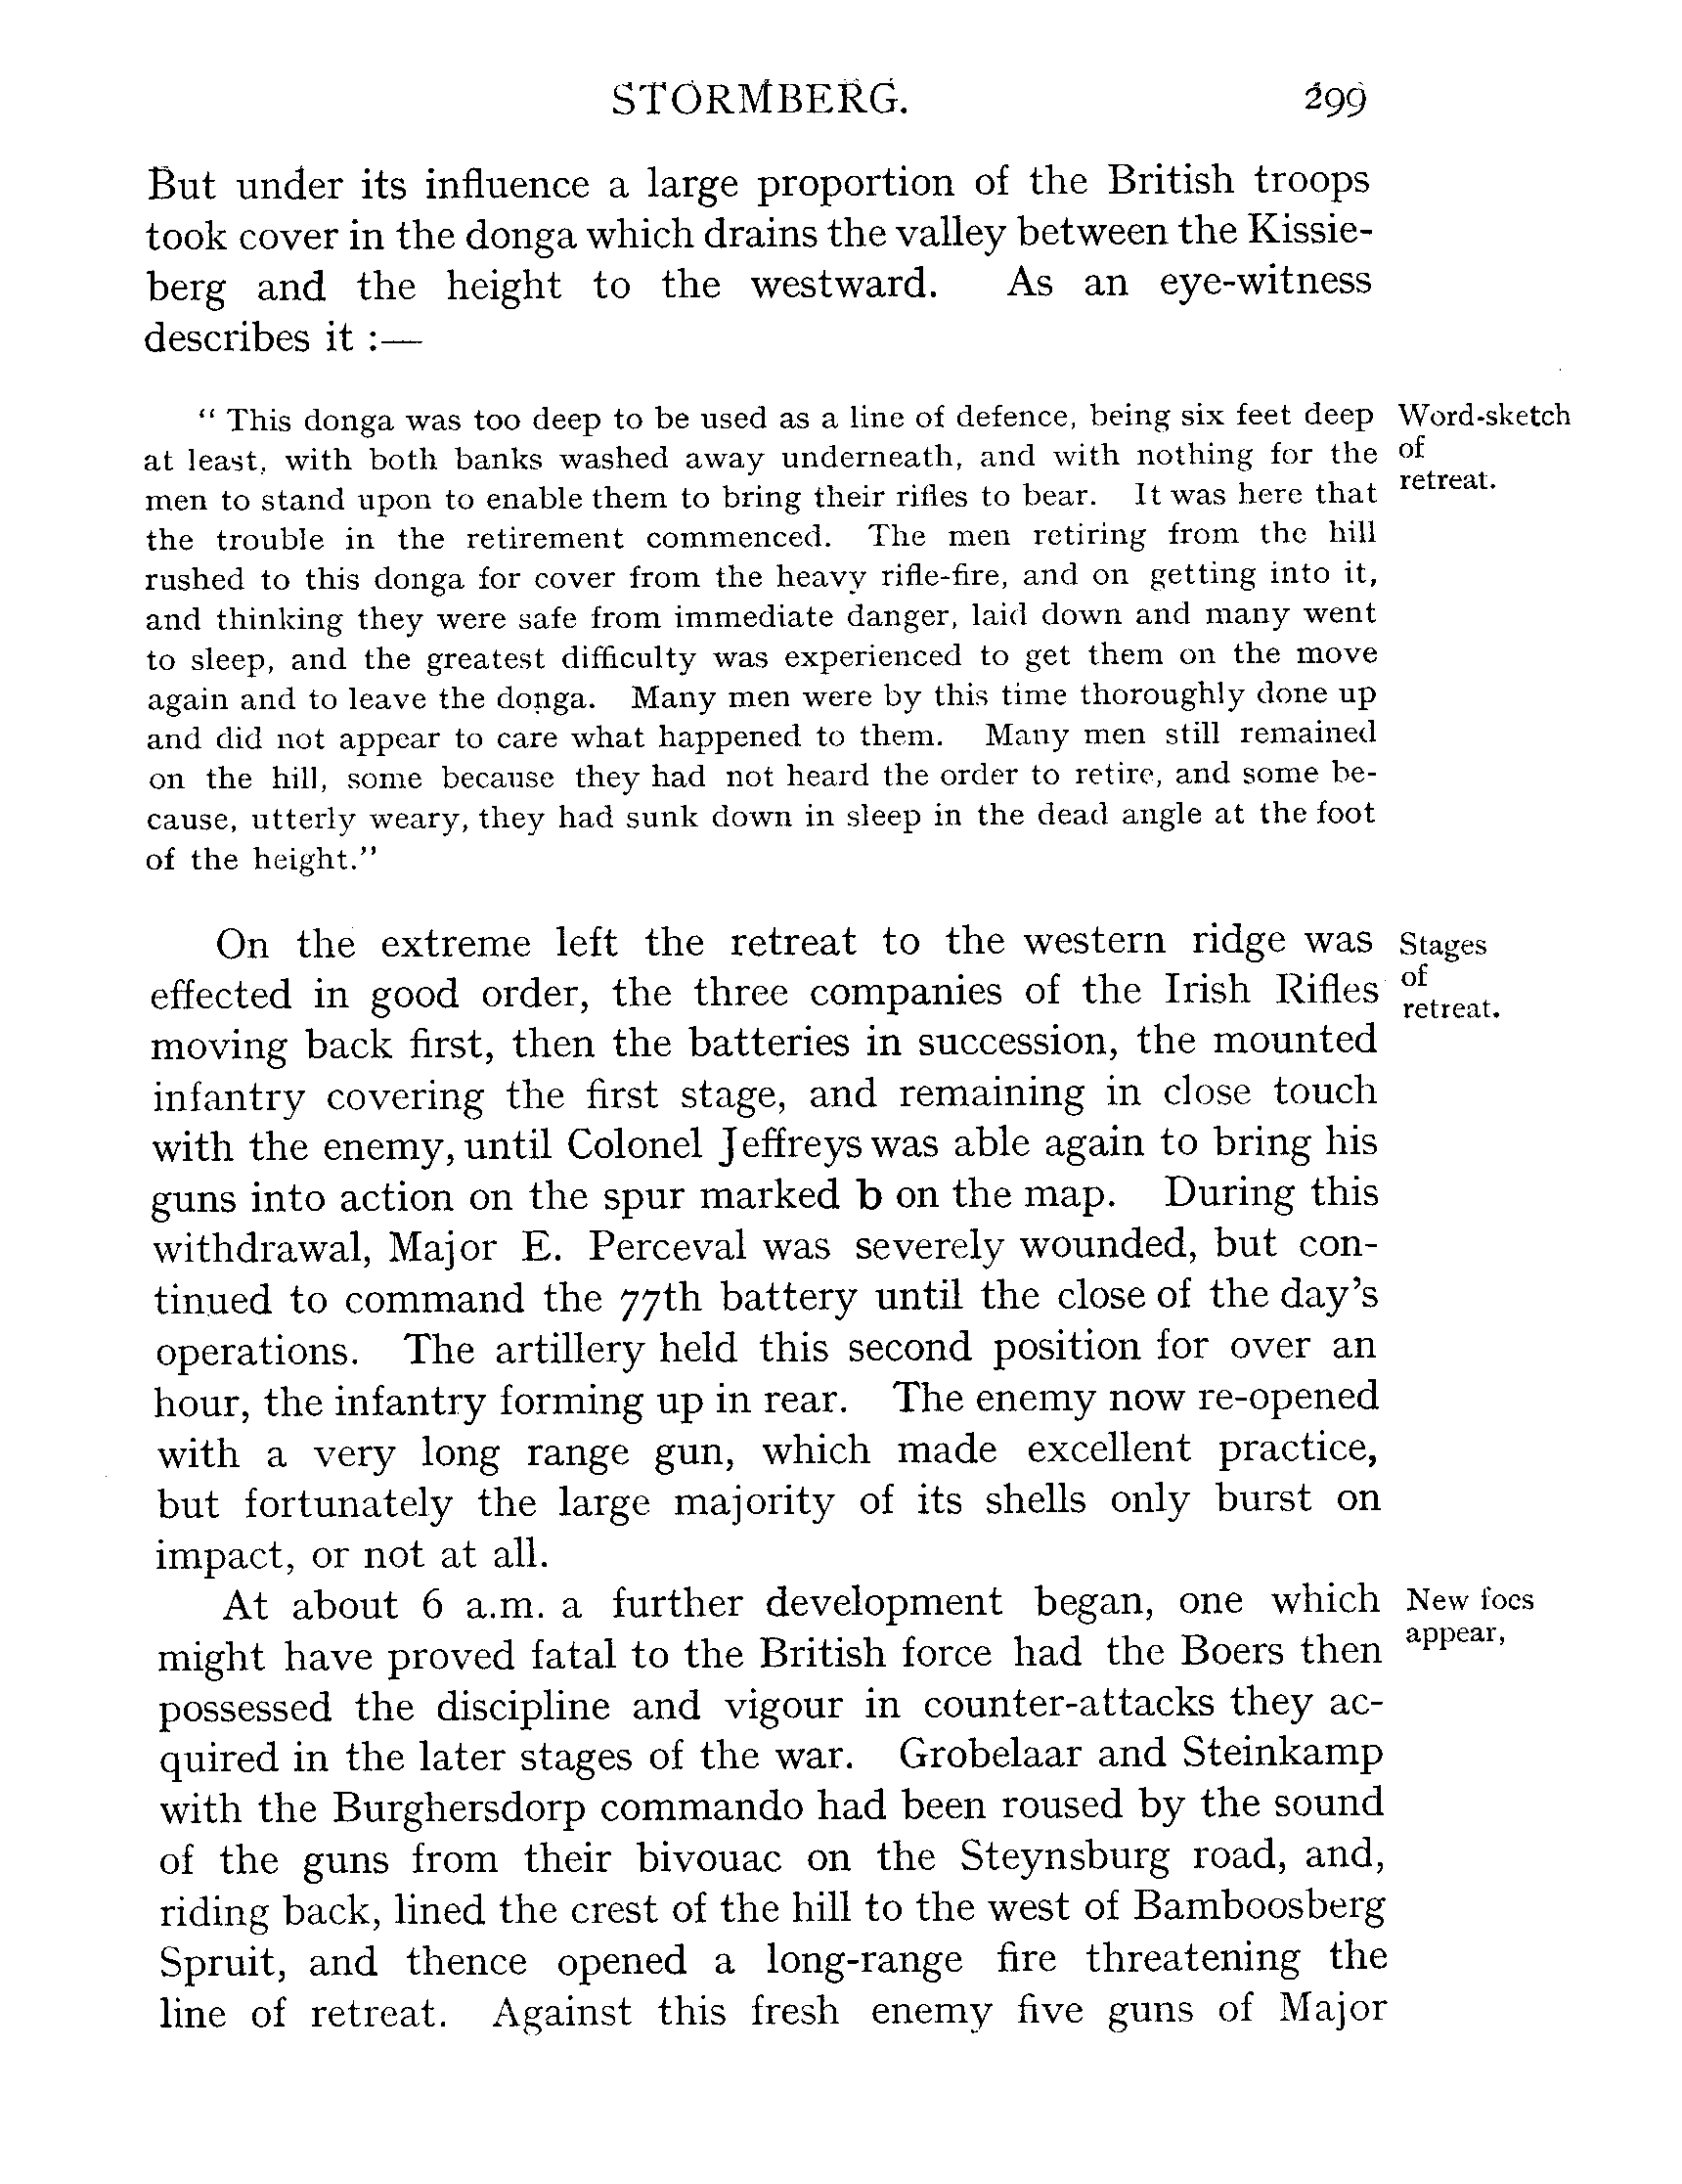 STORMBERG. 299
But under its influence a large proportion of the British troops
took cover in the donga which drains the valley between the Kissie-
berg and the height to the westward. As an eye-witness
describes it :—
“ This donga was too deep to be used as a line of defence, being six feet deep
at least, with both banks washed away underneath, and with nothing for the
men to stand upon to enable them to bring their rifles to bear. It was here that
the trouble in the retirement commenced. The men retiring from the hill
rushed to this donga for cover from the heavy rifle-fire, and on getting into it,
and thinking they were safe from immediate danger, laid down and many went
to sleep, and the greatest difficulty was experienced to get them on the move
again and to leave the donga. Many men were by this time thoroughly done up
and did not appear to care what happened to them. Many men still remained
on the hill, some because they had not heard the order to retire, and some be-
cause, utterly weary, they had sunk down in sleep in the dead angle at the foot
of the height.”
Word-sketch
of
retreat.
On the extreme left the retreat to the western ridge was
effected in good order, the three companies of the Irish Rifles
moving back first, then the batteries in succession, the mounted
infantry covering the first stage, and remaining in close touch
with the enemy, until Colonel Jeffreys was able again to bring his
guns into action on the spur marked b on the map. During this
withdrawal, Major E. Perceval was severely wounded, but con-
tinued to command the 77th battery until the close of the day’s
operations. The artillery held this second position for over an
hour, the infantry forming up in rear. The enemy now re-opened
with a very long range gun, which made excellent practice,
but fortunately the large majority of its shells only burst on
impact, or not at all.
Stages
of
retreat.
At about 6 a.m. a further development began, one which
might have proved fatal to the British force had the Boers then
possessed the discipline and vigour in counter-attacks they ac-
quired in the later stages of the war. Grobelaar and Steinkamp
with the Burghersdorp commando had been roused by the sound
of the guns from their bivouac on the Steynsburg road, and,
riding back, lined the crest of the hill to the west of Bamboosberg
Spruit, and thence opened a long-range fire threatening the
line of retreat. Against this fresh enemy five guns of Major
New foes
appear,